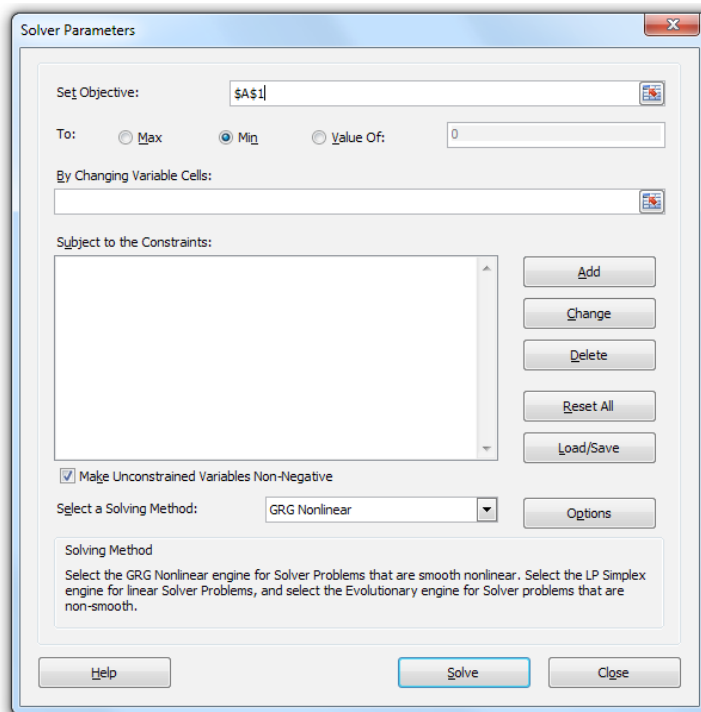 Solver Parameters
Set Objective: $A$1
To: Max Min Value Of: 0
By Changing Variable Cells:
Subject to the Constraints:
Add
Change
Delete
Reset All
Load/Save
Make Unconstrained Variables Non-Negative
Select a Solving Method: GRG Nonlinear Options
Solving Method
Select the GRG Nonlinear engine for Solver Problems that are smooth nonlinear. Select the LP Simplex
engine for linear Solver Problems, and select the Evolutionary engine for Solver problems that are
non-smooth.
Help Solve Close